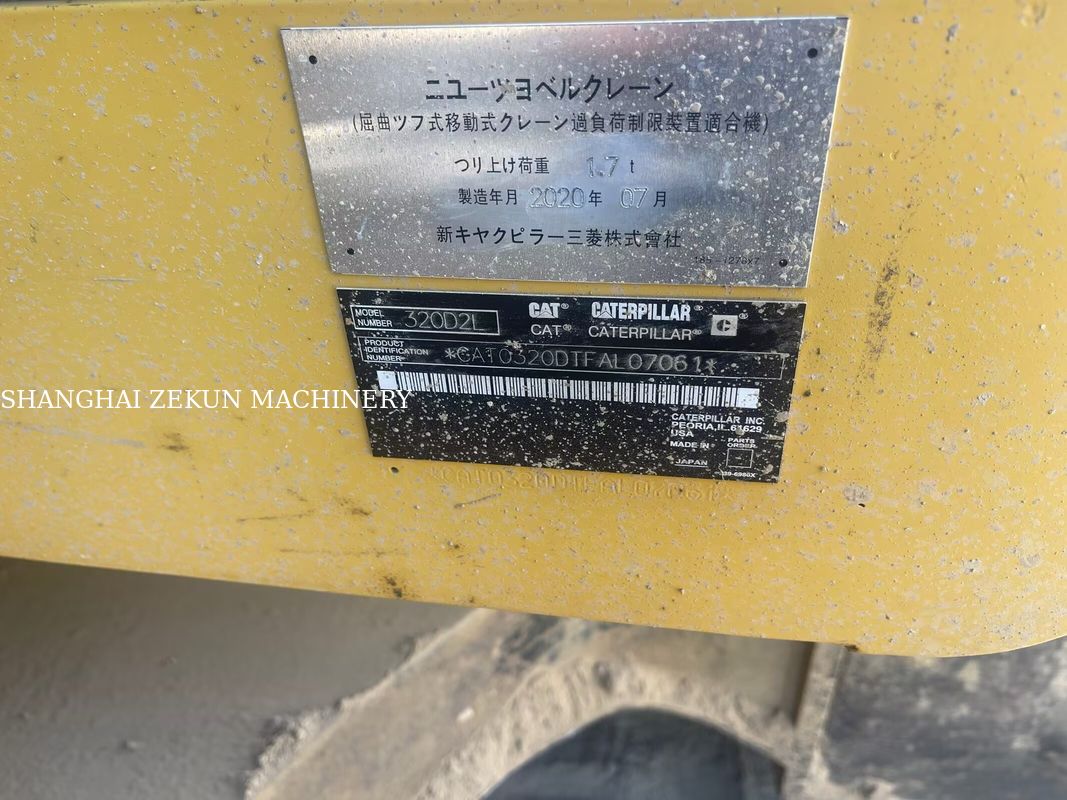 ニユーツヨベルクレーン
(屈曲ツフ式移動式クレーン過負荷制限装置適合機)
つり上げ荷重 1.7 t
製造年月 2020年 07月
新キヤクピラー三菱株式會社
MODEL NUMBER 320D2L
CAT® CATERPILLAR® C®
CAT® CATERPILLAR®
PRODUCT IDENTIFICATION NUMBER *CAT0320DTFAL07061*
SHANGHAI ZEKUN MACHINERY
CATERPILLAR INC.
PEORIA,IL.61629
USA
MADE IN
JAPAN
PARTS ORDER
*CAT0320DTFAL07061*